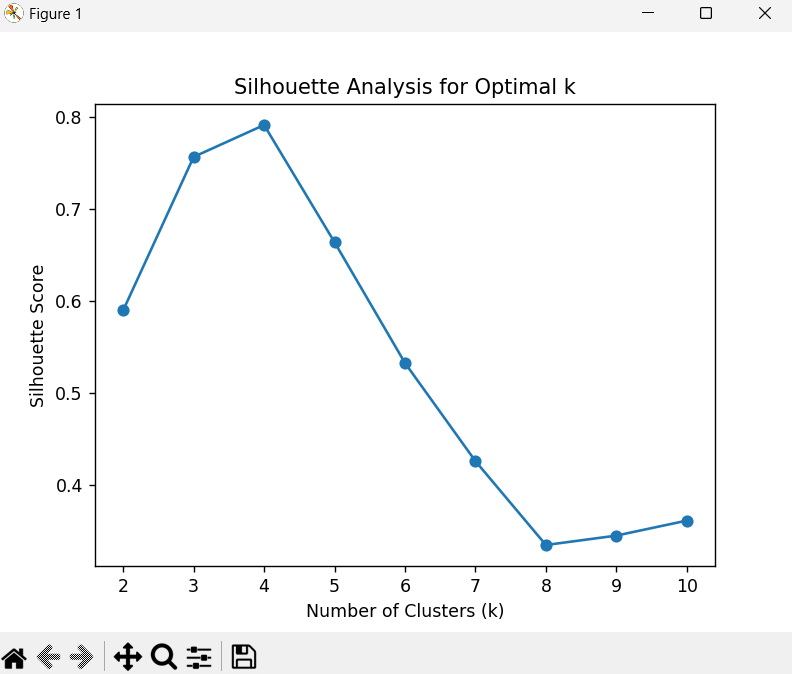 Figure 1
Silhouette Analysis for Optimal k
0.8
0.7
0.6
0.5
0.4
Silhouette Score
2 3 4 5 6 7 8 9 10
Number of Clusters (k)